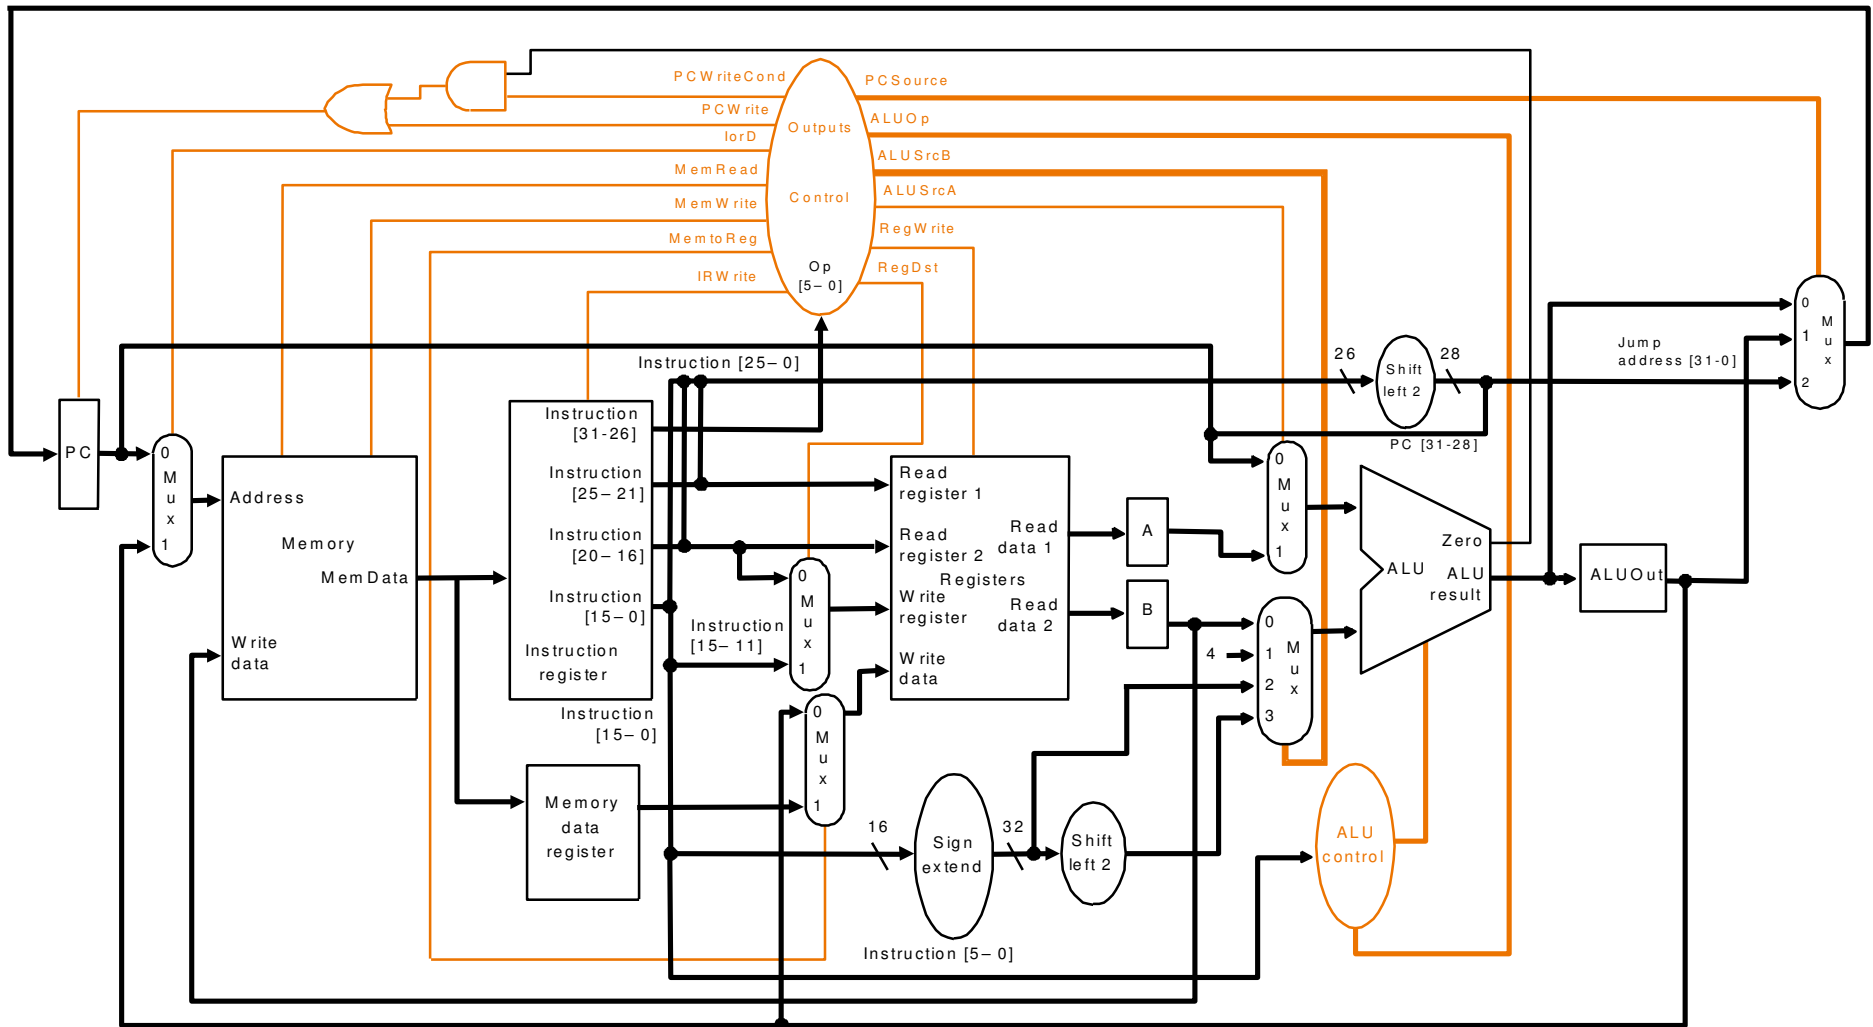 PCWriteCond
PCSource
PCWrite
ALUOp
Outputs
IorD
ALUSrcB
MemRead
ALUSrcA
Control
MemWrite
RegWrite
MemtoReg
RegDst
Op
[5–0]
IRWrite
Instruction [25–0]
26
28
Shift
left 2
Jump
address [31-0]
0
1
2
M
u
x
PC [31-28]
PC
0
M
u
x
1
Address
Memory
MemData
Write
data
Instruction
[31-26]
Instruction
[25–21]
Instruction
[20–16]
Instruction
[15–0]
Instruction
register
Instruction
[15–11]
0
M
u
x
1
Read
register 1
Read
register 2
Registers
Write
register
Write
data
Read
data 1
Read
data 2
A
B
0
M
u
x
1
4
0
1
2
3
M
u
x
Zero
ALU
ALU
result
ALUOut
Instruction
[15–0]
Memory
data
register
0
M
u
x
1
16
Sign
extend
32
Shift
left 2
ALU
control
Instruction [5–0]